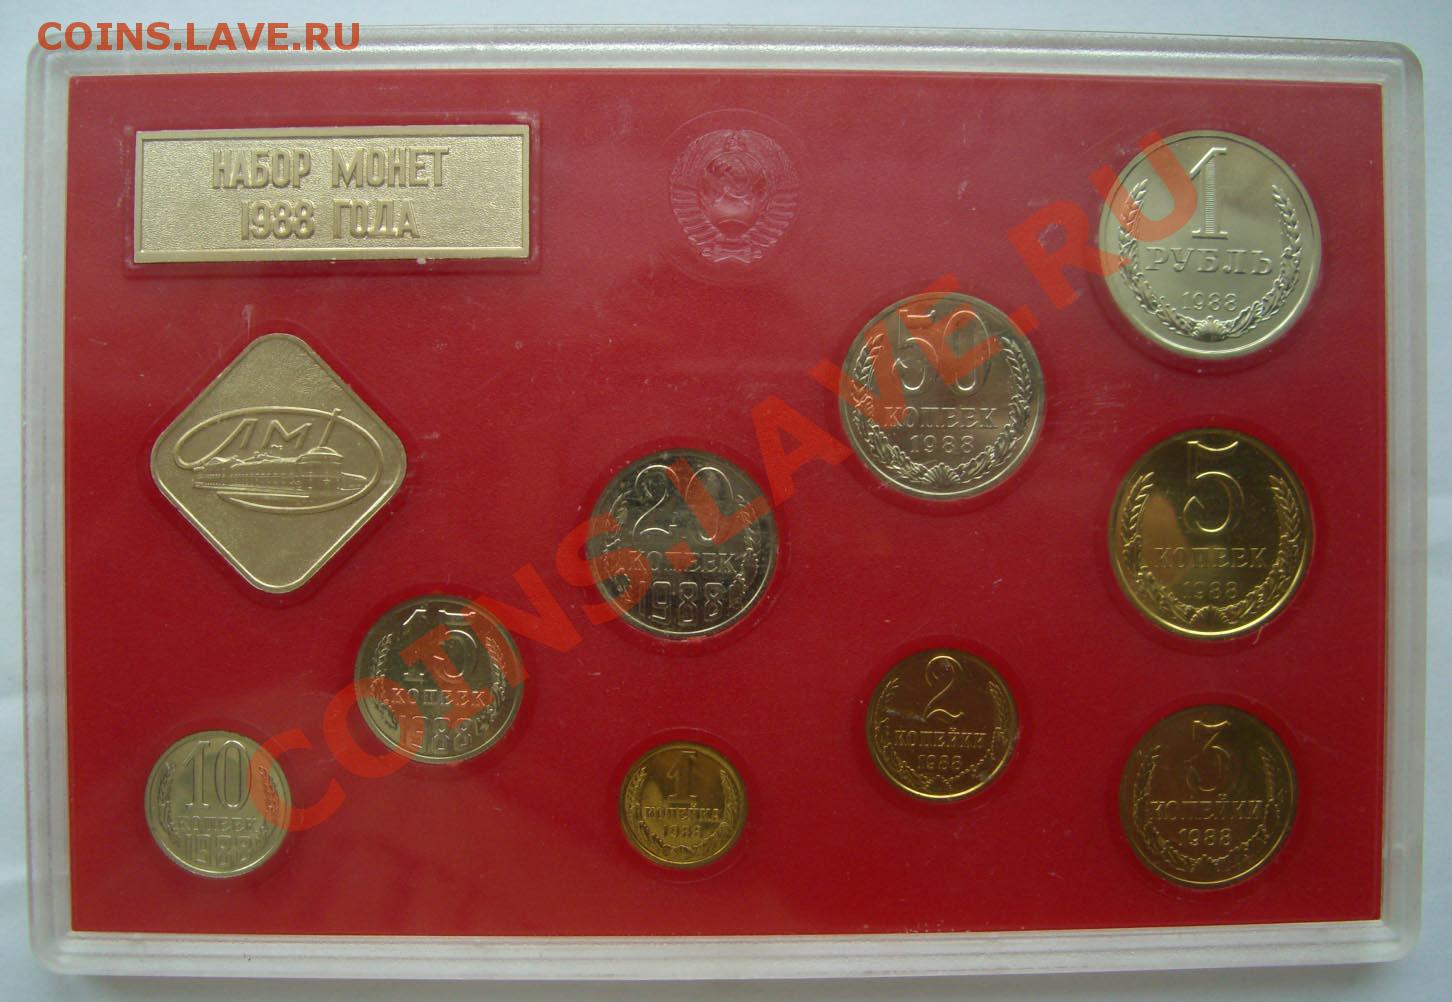 COINS.LAVE.RU
НАБОР МОНЕТ
1988 ГОДА
1
РУБЛЬ
1988
50
КОПЕЕК
1988
ЛМД
20
КОПЕЕК
1988
5
КОПЕЕК
1988
15
КОПЕЕК
1988
2
КОПЕЙКИ
1988
3
КОПЕЙКИ
1988
10
КОПЕЕК
1988
1
КОПЕЙКА
1988
COINS.LAVE.RU